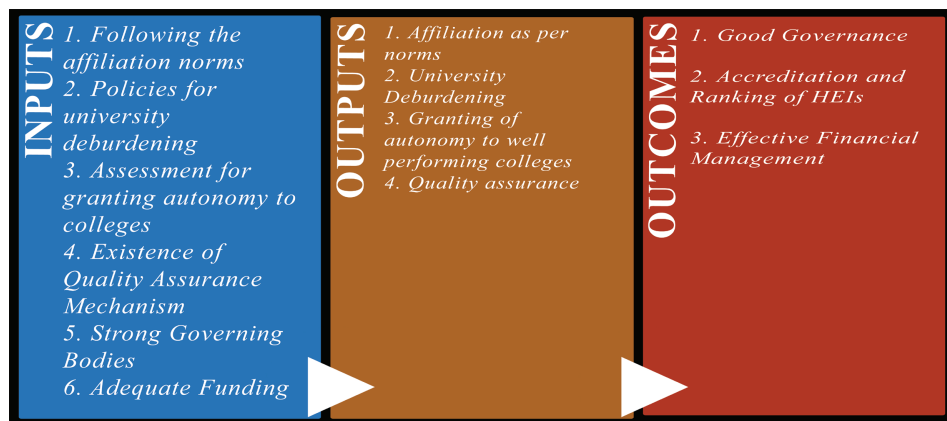 INPUTS
1. Following the
affiliation norms
2. Policies for
university
deburdening
3. Assessment for
granting autonomy to
colleges
4. Existence of
Quality Assurance
Mechanism
5. Strong Governing
Bodies
6. Adequate Funding
OUTPUTS
1. Affiliation as per
norms
2. University
Deburdening
3. Granting of
autonomy to well
performing colleges
4. Quality assurance
OUTCOMES
1. Good Governance
2. Accreditation and
Ranking of HEIs
3. Effective Financial
Management